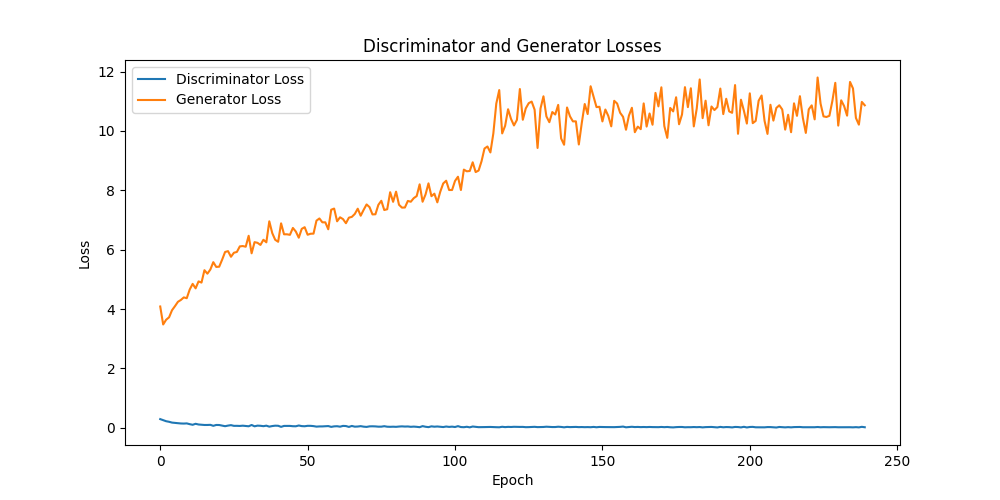 Discriminator and Generator Losses
Discriminator Loss
Generator Loss
12
10
8
6
4
2
0
Loss
0 50 100 150 200 250
Epoch